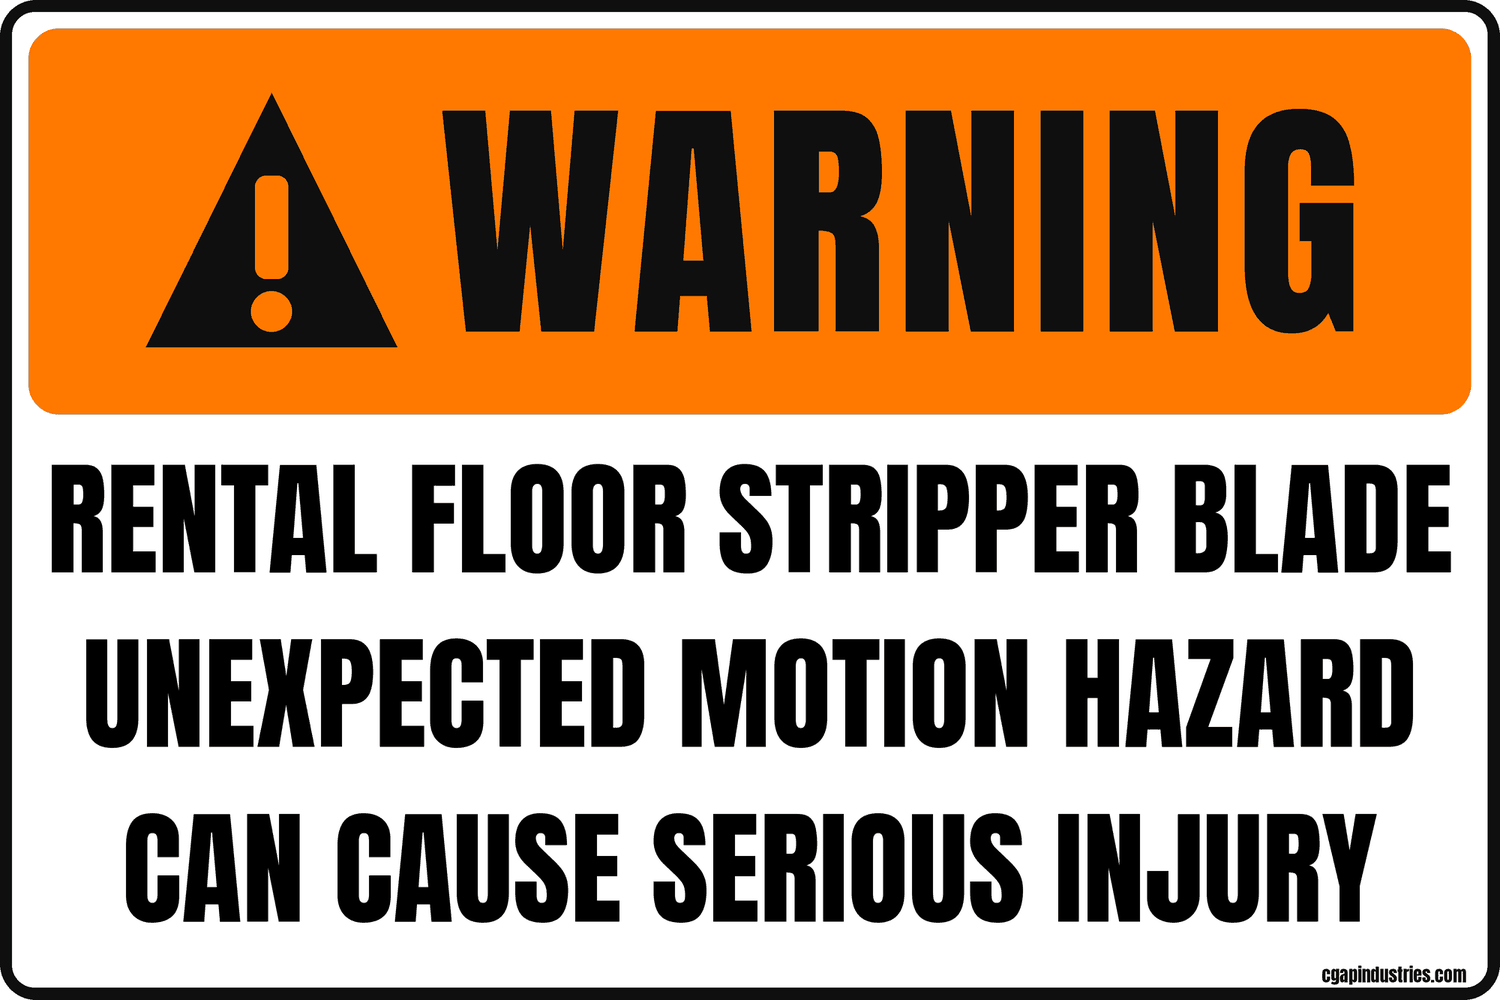 WARNING
RENTAL FLOOR STRIPPER BLADE
UNEXPECTED MOTION HAZARD
CAN CAUSE SERIOUS INJURY
cgapindustries.com